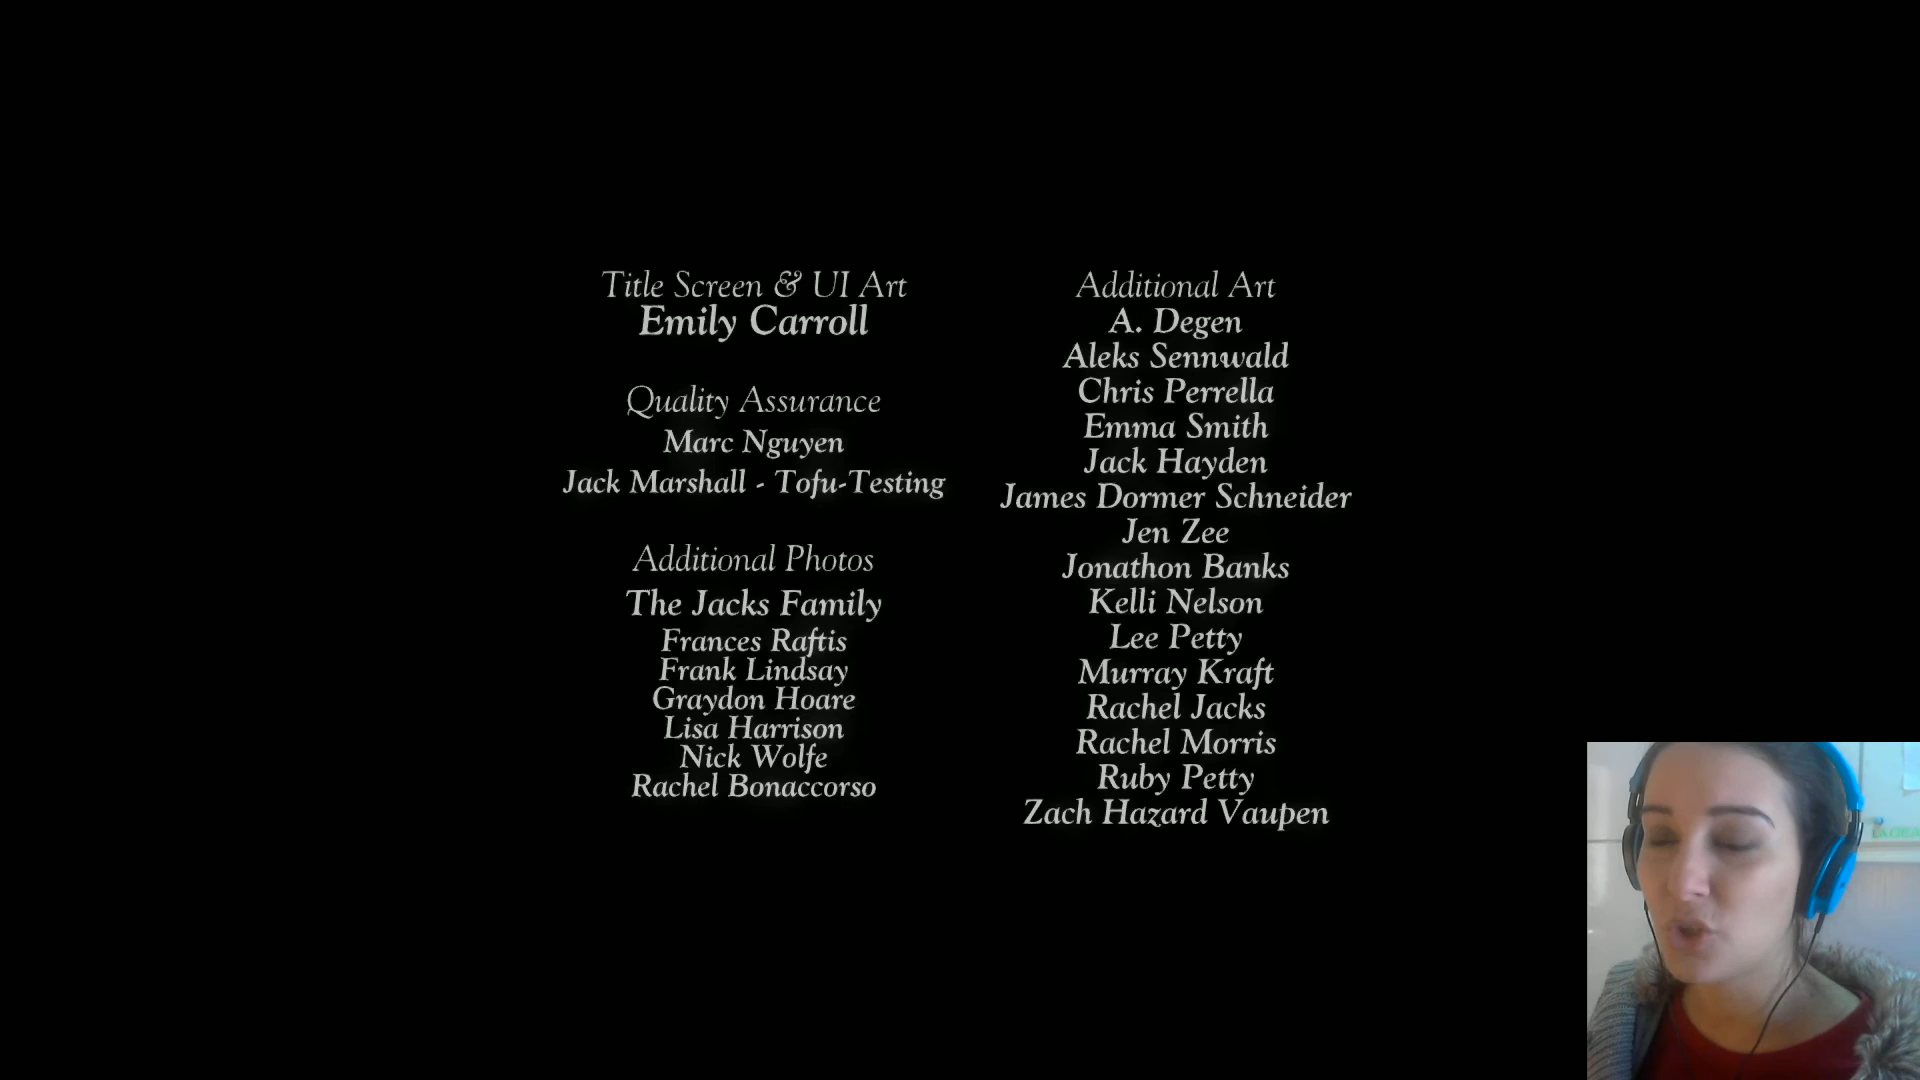 Title Screen & UI Art
Emily Carroll
Quality Assurance
Marc Nguyen
Jack Marshall - Tofu-Testing
Additional Photos
The Jacks Family
Frances Raftis
Frank Lindsay
Graydon Hoare
Lisa Harrison
Nick Wolfe
Rachel Bonaccorso
Additional Art
A. Degen
Aleks Sennwald
Chris Perrella
Emma Smith
Jack Hayden
James Dormer Schneider
Jen Zee
Jonathon Banks
Kelli Nelson
Lee Petty
Murray Kraft
Rachel Jacks
Rachel Morris
Ruby Petty
Zach Hazard Vaupen